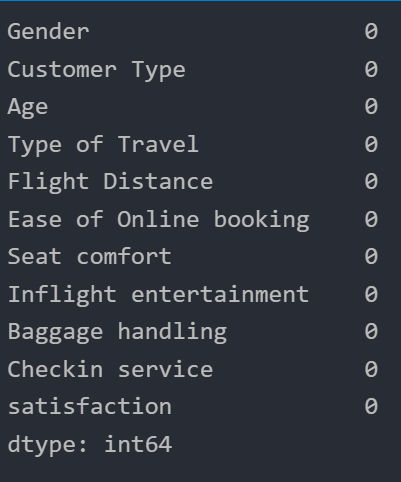 Gender 0
Customer Type 0
Age 0
Type of Travel 0
Flight Distance 0
Ease of Online booking 0
Seat comfort 0
Inflight entertainment 0
Baggage handling 0
Checkin service 0
satisfaction 0
dtype: int64